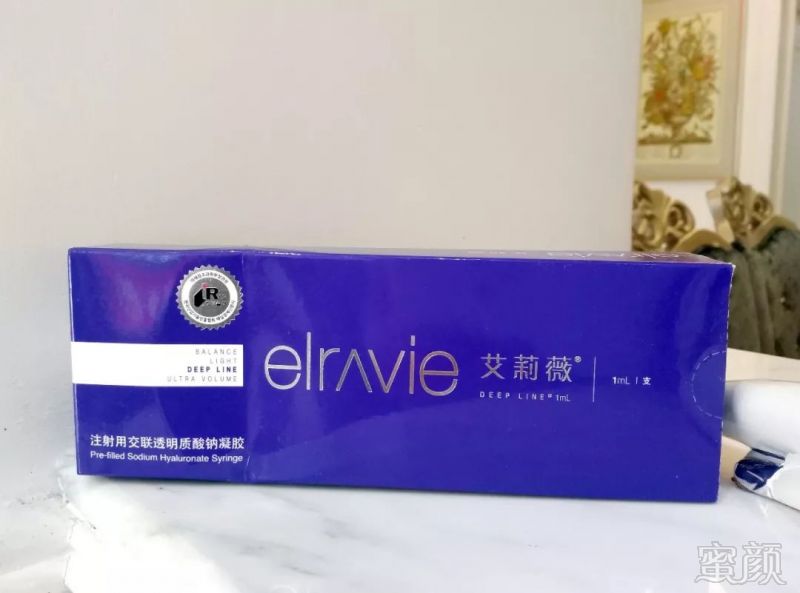 BALANCE
LIGHT
DEEP LINE
ULTRA VOLUME
elravie 艾莉薇®
DEEP LINE® 1mL
1mL / 支
注射用交联透明质酸钠凝胶
Pre-filled Sodium Hyaluronate Syringe
蜜颜